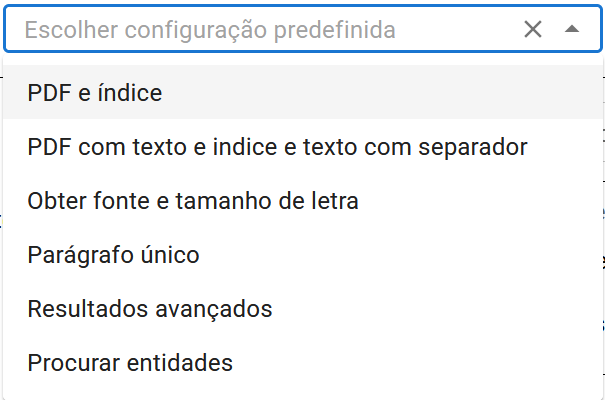 Escolher configuração predefinida
PDF e índice
PDF com texto e indice e texto com separador
Obter fonte e tamanho de letra
Parágrafo único
Resultados avançados
Procurar entidades